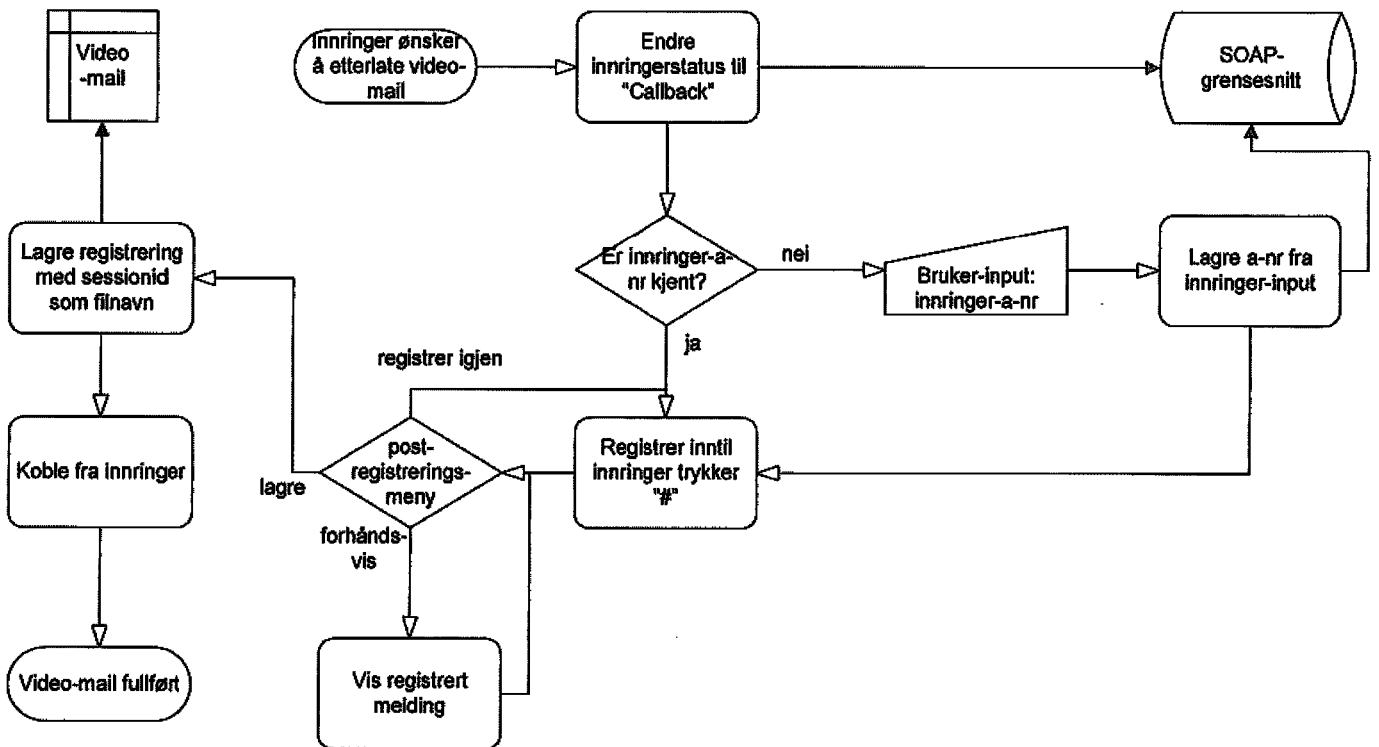 Video
-mail
Innringer ønsker
å etterlate video-
mail
Endre
innringerstatus til
"Callback"
SOAP-
grensesnitt
Lagre registrering
med sessionid
som filnavn
Er innringer-a-
nr kjent?
nei
Bruker-input:
innringer-a-nr
Lagre a-nr fra
innringer-input
ja
registrer igjen
Koble fra innringer
lagre
post-
registrerings-
meny
Registrer inntil
innringer trykker
"#"
forhånds-
vis
Video-mail fullført
Vis registrert
melding